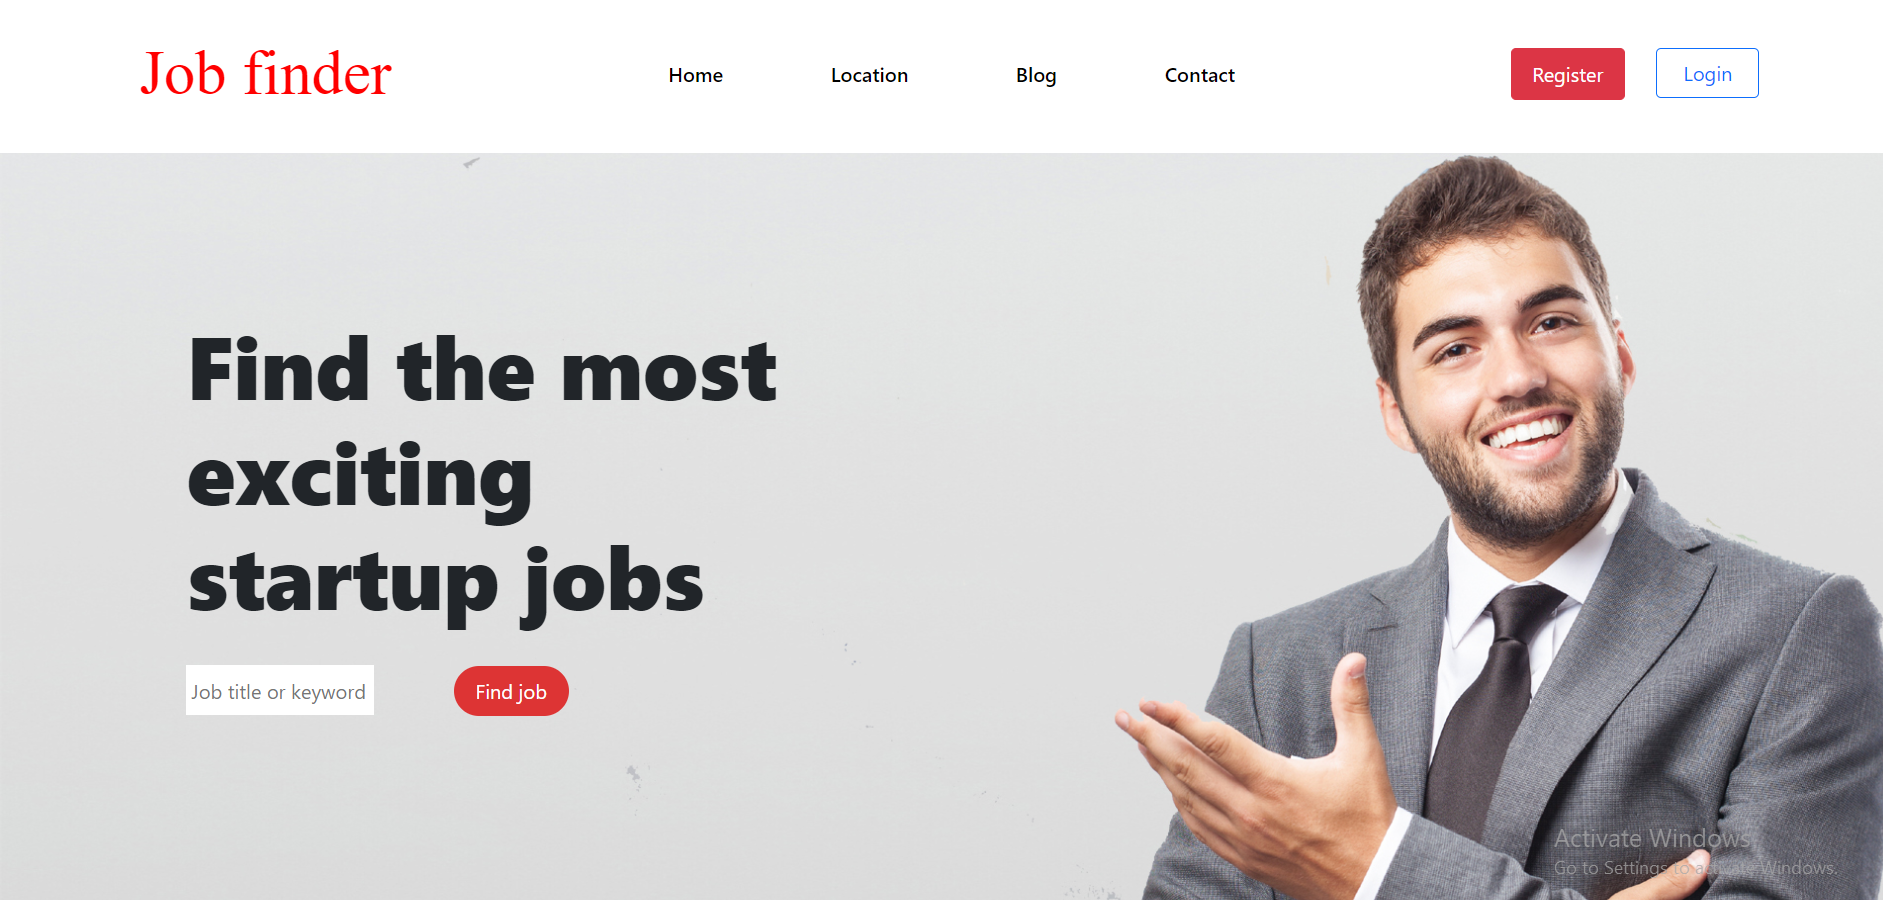 Job finder
Home
Location
Blog
Contact
Register
Login
Find the most
exciting
startup jobs
Job title or keyword
Find job
Activate Windows
Go to Settings to activate Windows.